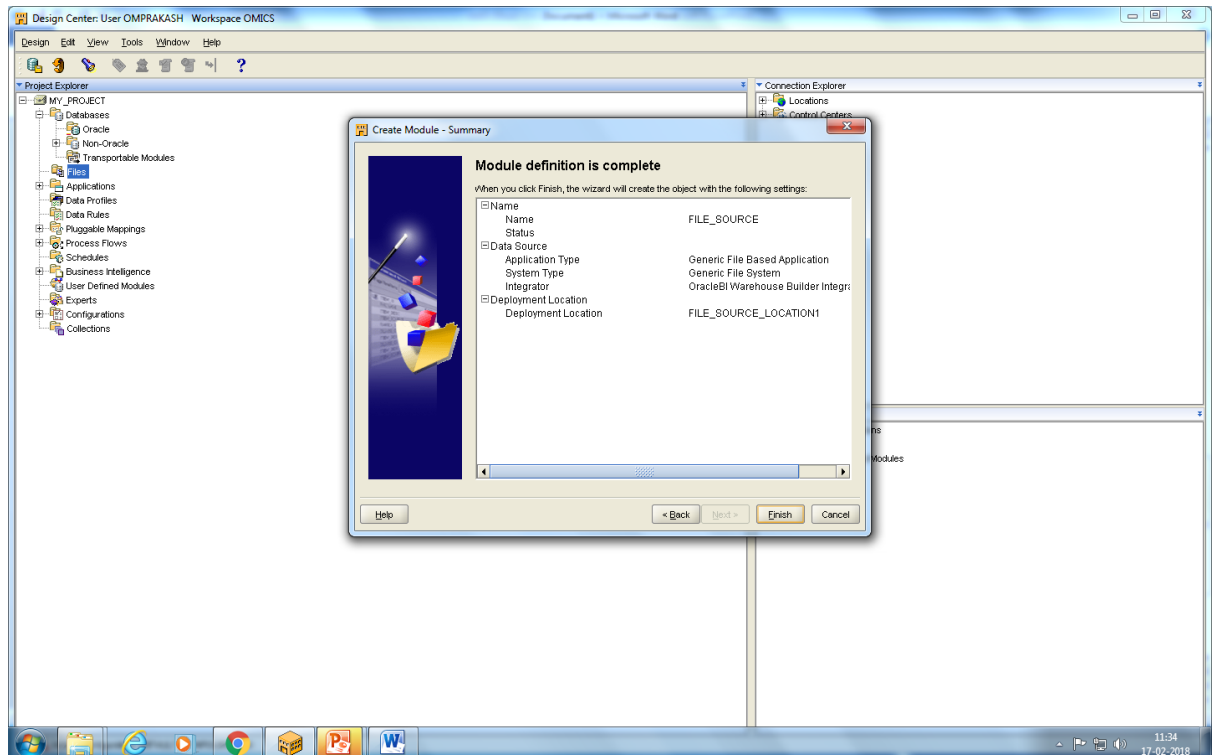 Design Center: User OMPRAKASH Workspace OMICS
Design Edit View Tools Window Help
?
Project Explorer
MY_PROJECT
Databases
Oracle
Non-Oracle
Transportable Modules
Files
Applications
Data Profiles
Data Rules
Pluggable Mappings
Process Flows
Schedules
Business Intelligence
User Defined Modules
Experts
Configurations
Collections
Connection Explorer
Locations
Control Centers
ns
Modules
Create Module - Summary
Module definition is complete
When you click Finish, the wizard will create the object with the following settings:
Name
Name FILE_SOURCE
Status
Data Source
Application Type Generic File Based Application
System Type Generic File System
Integrator OracleBI Warehouse Builder Integra
Deployment Location
Deployment Location FILE_SOURCE_LOCATION1
Help < Back Next > Finish Cancel
11:34
17-02-2018